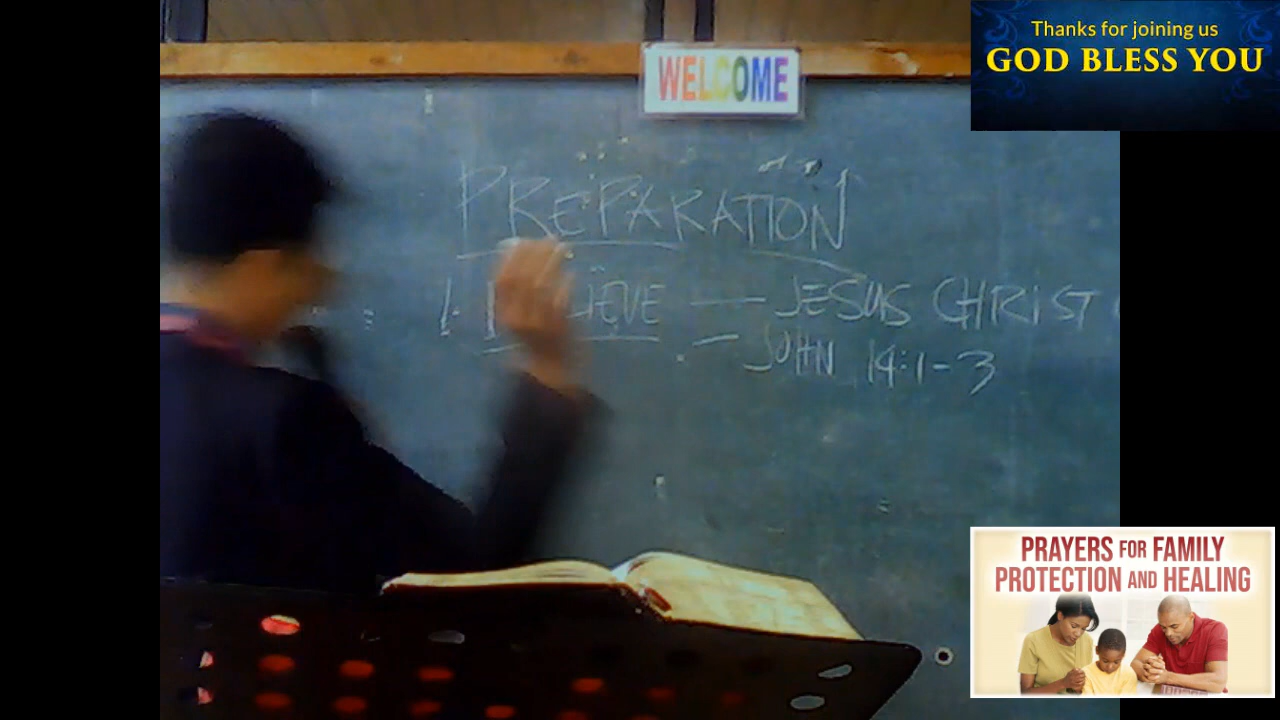 Thanks for joining us
GOD BLESS YOU
WELCOME
PREPARATION
1. JESUS CHRIST
JOHN 14:1-3
PRAYERS FOR FAMILY
PROTECTION AND HEALING